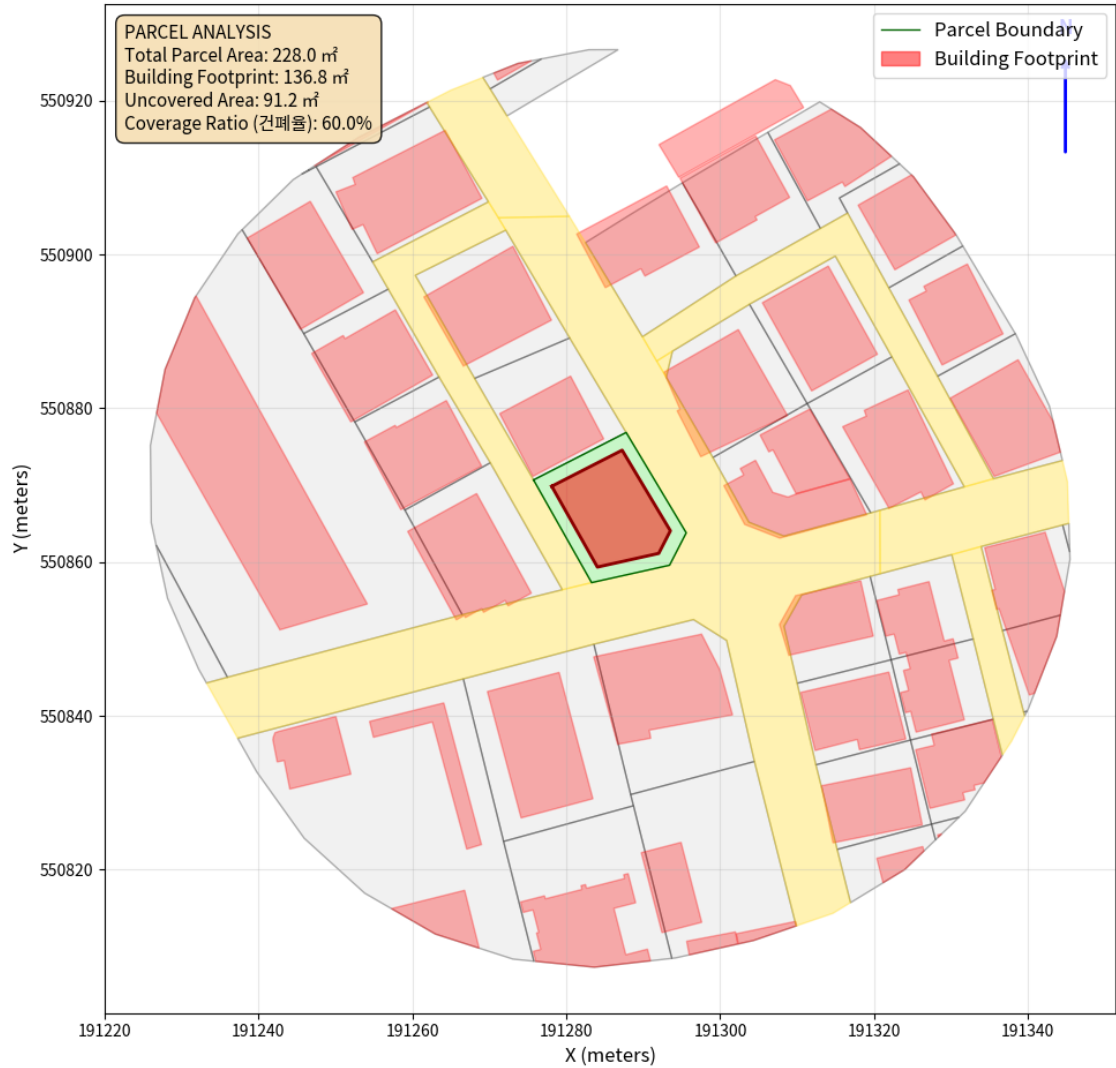 PARCEL ANALYSIS
Total Parcel Area: 228.0 ㎡
Building Footprint: 136.8 ㎡
Uncovered Area: 91.2 ㎡
Coverage Ratio (건폐율): 60.0%
N
Parcel Boundary
Building Footprint
550920
550900
550880
550860
550840
550820
Y (meters)
191220
191240
191260
191280
191300
191320
191340
X (meters)